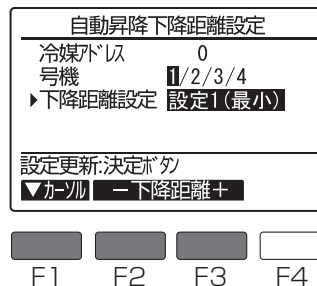 自動昇降下降距離設定
冷媒アドレス 0
号機 1/2/3/4
▶下降距離設定 設定1(最小)
設定更新:決定ボタン
▼カーソル －下降距離＋
F1 F2 F3 F4